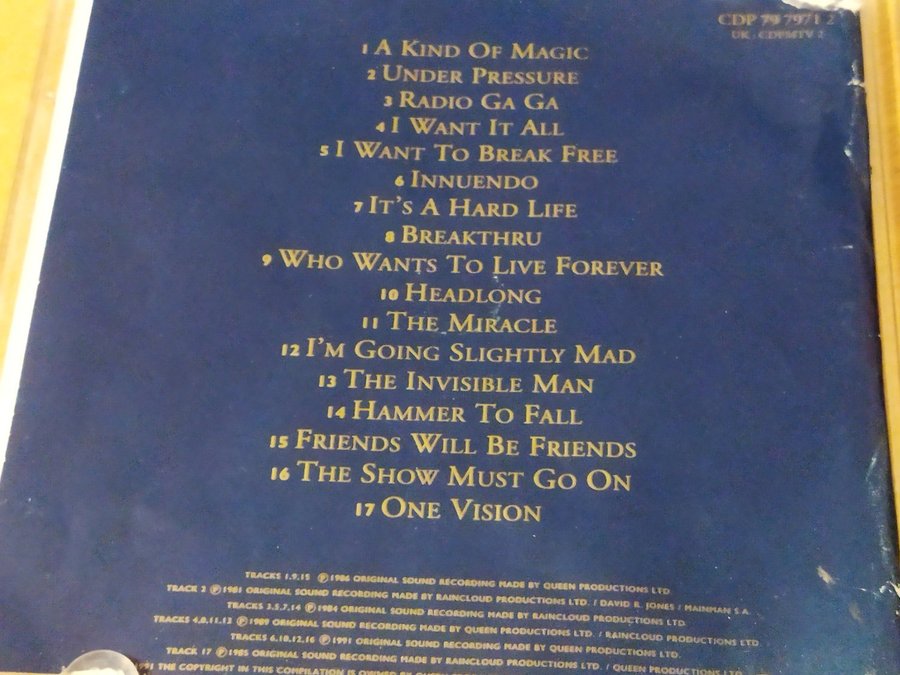 CDP 79 7971 2
UK: CDPMTV 2
1 A KIND OF MAGIC
2 UNDER PRESSURE
3 RADIO GA GA
4 I WANT IT ALL
5 I WANT TO BREAK FREE
6 INNUENDO
7 IT'S A HARD LIFE
8 BREAKTHRU
9 WHO WANTS TO LIVE FOREVER
10 HEADLONG
11 THE MIRACLE
12 I'M GOING SLIGHTLY MAD
13 THE INVISIBLE MAN
14 HAMMER TO FALL
15 FRIENDS WILL BE FRIENDS
16 THE SHOW MUST GO ON
17 ONE VISION
TRACKS 1.9.15 ℗ 1986 ORIGINAL SOUND RECORDING MADE BY QUEEN PRODUCTIONS LTD
TRACK 2 ℗ 1981 ORIGINAL SOUND RECORDING MADE BY RAINCLOUD PRODUCTIONS LTD. / DAVID R. JONES / MAINMAN S.A.
TRACKS 3.5.7.14 ℗ 1984 ORIGINAL SOUND RECORDING MADE BY RAINCLOUD PRODUCTIONS LTD
TRACKS 4.8.11.13 ℗ 1989 ORIGINAL SOUND RECORDING MADE BY QUEEN PRODUCTIONS LTD. / RAINCLOUD PRODUCTIONS LTD.
TRACKS 6.10.12.16 ℗ 1991 ORIGINAL SOUND RECORDING MADE BY QUEEN PRODUCTIONS LTD.
TRACK 17 ℗ 1985 ORIGINAL SOUND RECORDING MADE BY RAINCLOUD PRODUCTIONS LTD. / QUEEN PRODUCTIONS LTD.
1991 THE COPYRIGHT IN THIS COMPILATION IS OWNED BY QUEEN